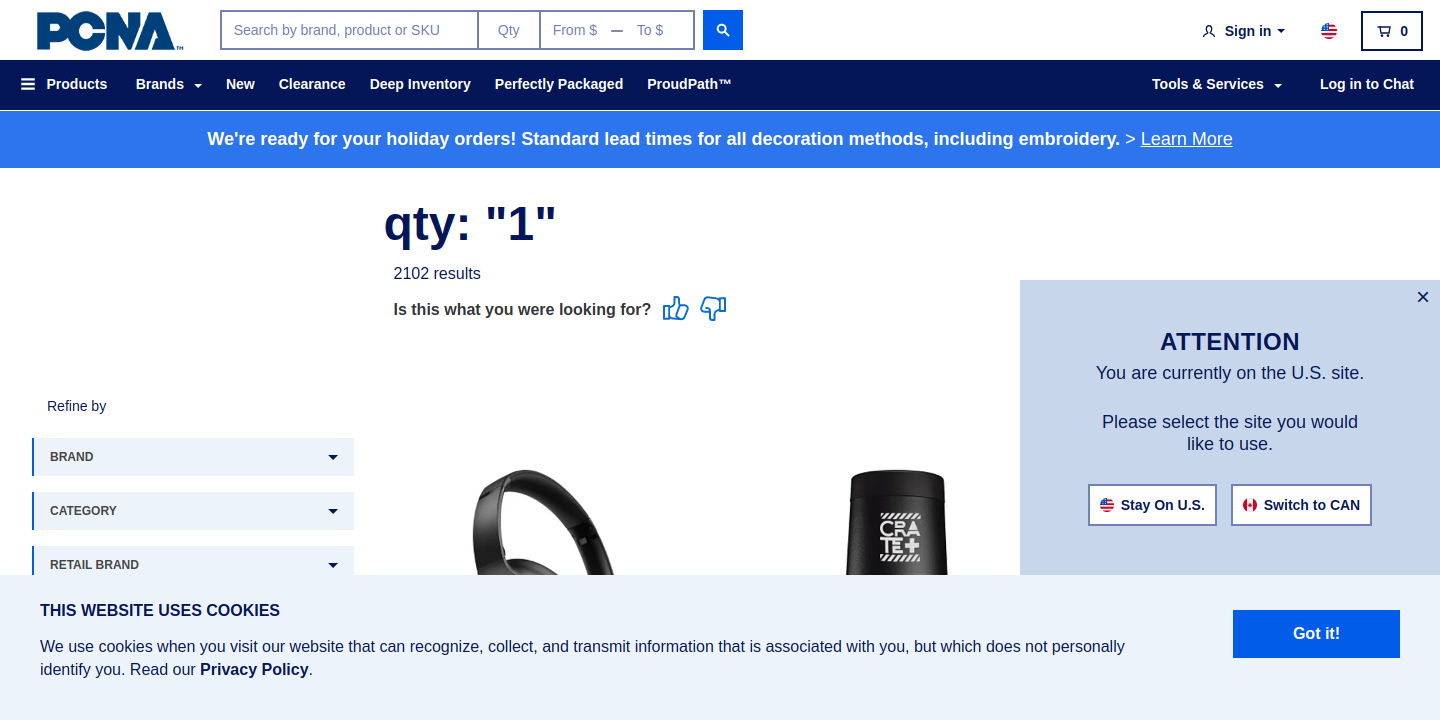 PCNA™
Search by brand, product or SKU
Qty
From $ — To $
Sign in
0
Products
Brands
New
Clearance
Deep Inventory
Perfectly Packaged
ProudPath™
Tools & Services
Log in to Chat
We're ready for your holiday orders! Standard lead times for all decoration methods, including embroidery. > Learn More
qty: "1"
2102 results
Is this what you were looking for?
×
ATTENTION
You are currently on the U.S. site.
Please select the site you would
like to use.
Stay On U.S.
Switch to CAN
Refine by
BRAND
CATEGORY
RETAIL BRAND
CRA
TE+
THIS WEBSITE USES COOKIES
We use cookies when you visit our website that can recognize, collect, and transmit information that is associated with you, but which does not personally
identify you. Read our Privacy Policy.
Got it!